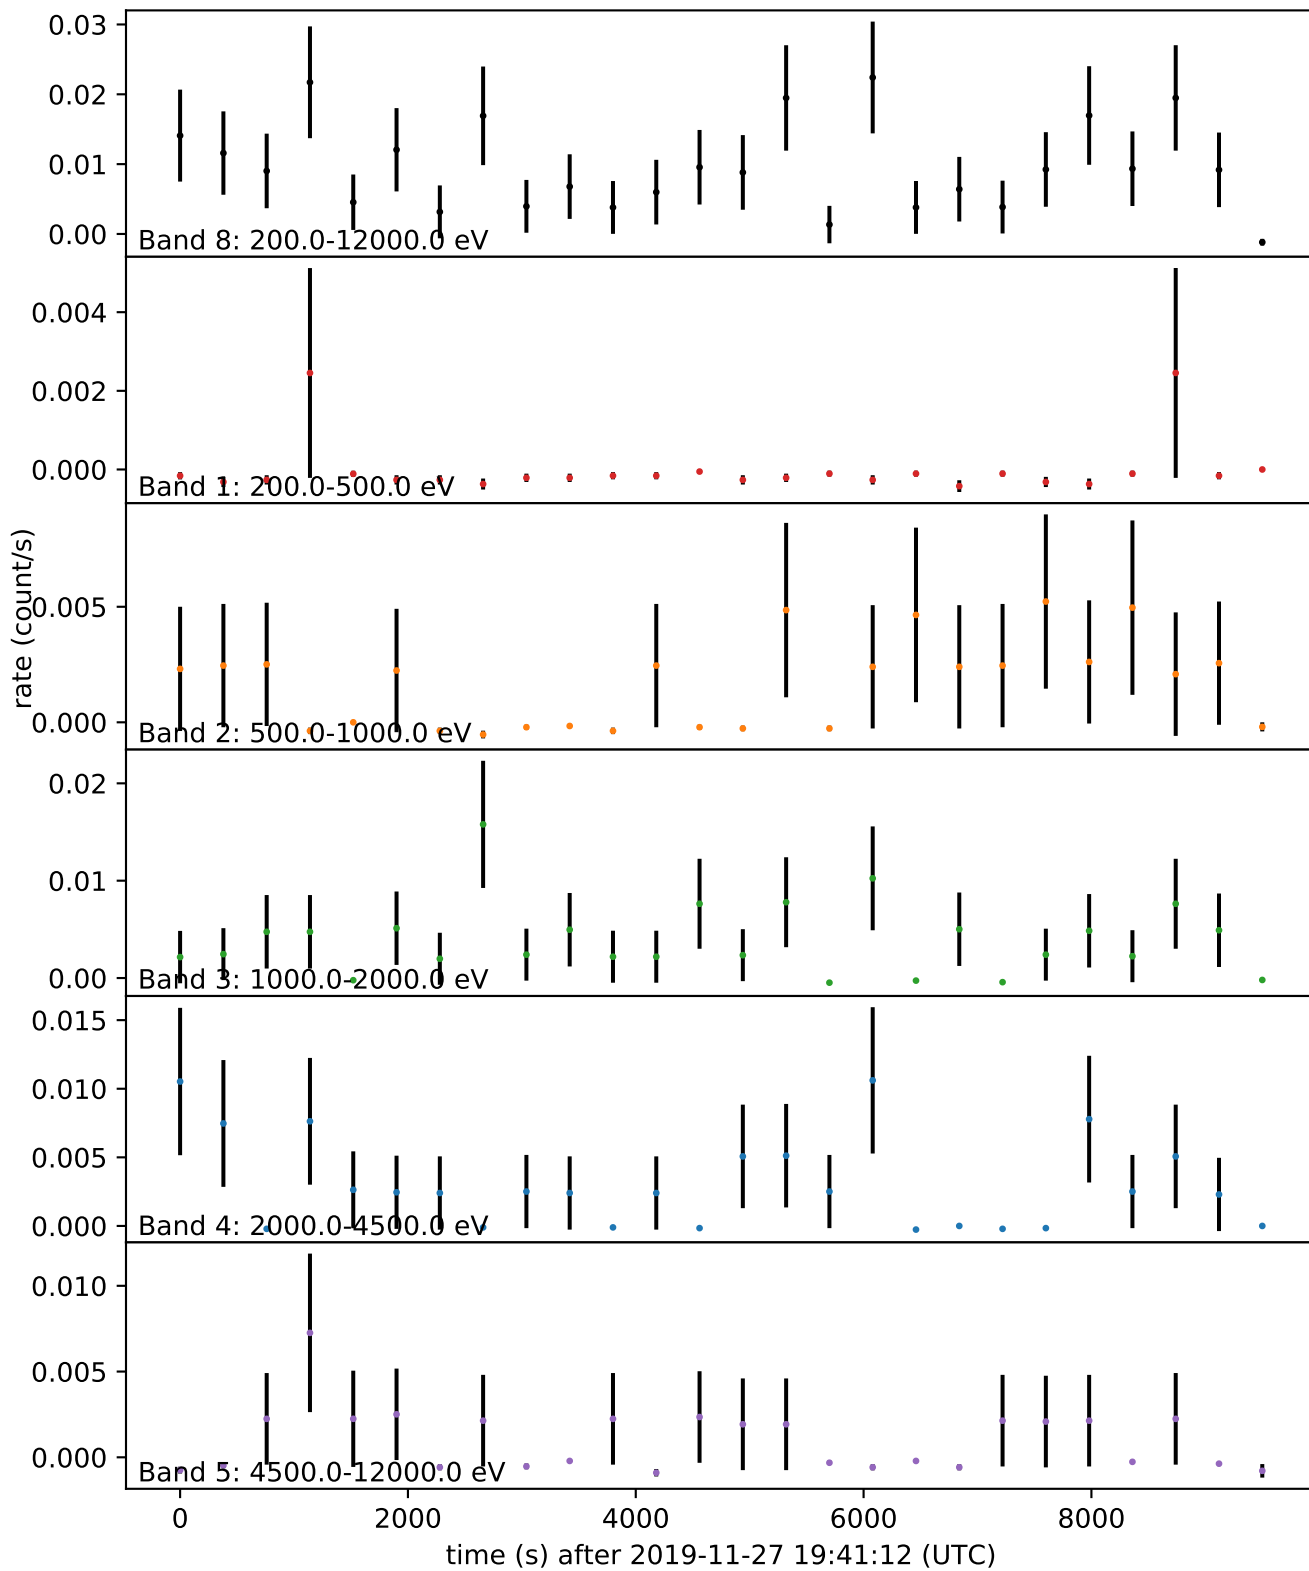 0.03
0.02
0.01
0.00
Band 8: 200.0-12000.0 eV
0.004
0.002
0.000
Band 1: 200.0-500.0 eV
rate (count/s)
0.005
0.000
Band 2: 500.0-1000.0 eV
0.02
0.01
0.00
Band 3: 1000.0-2000.0 eV
0.015
0.010
0.005
0.000
Band 4: 2000.0-4500.0 eV
0.010
0.005
0.000
Band 5: 4500.0-12000.0 eV
0 2000 4000 6000 8000
time (s) after 2019-11-27 19:41:12 (UTC)